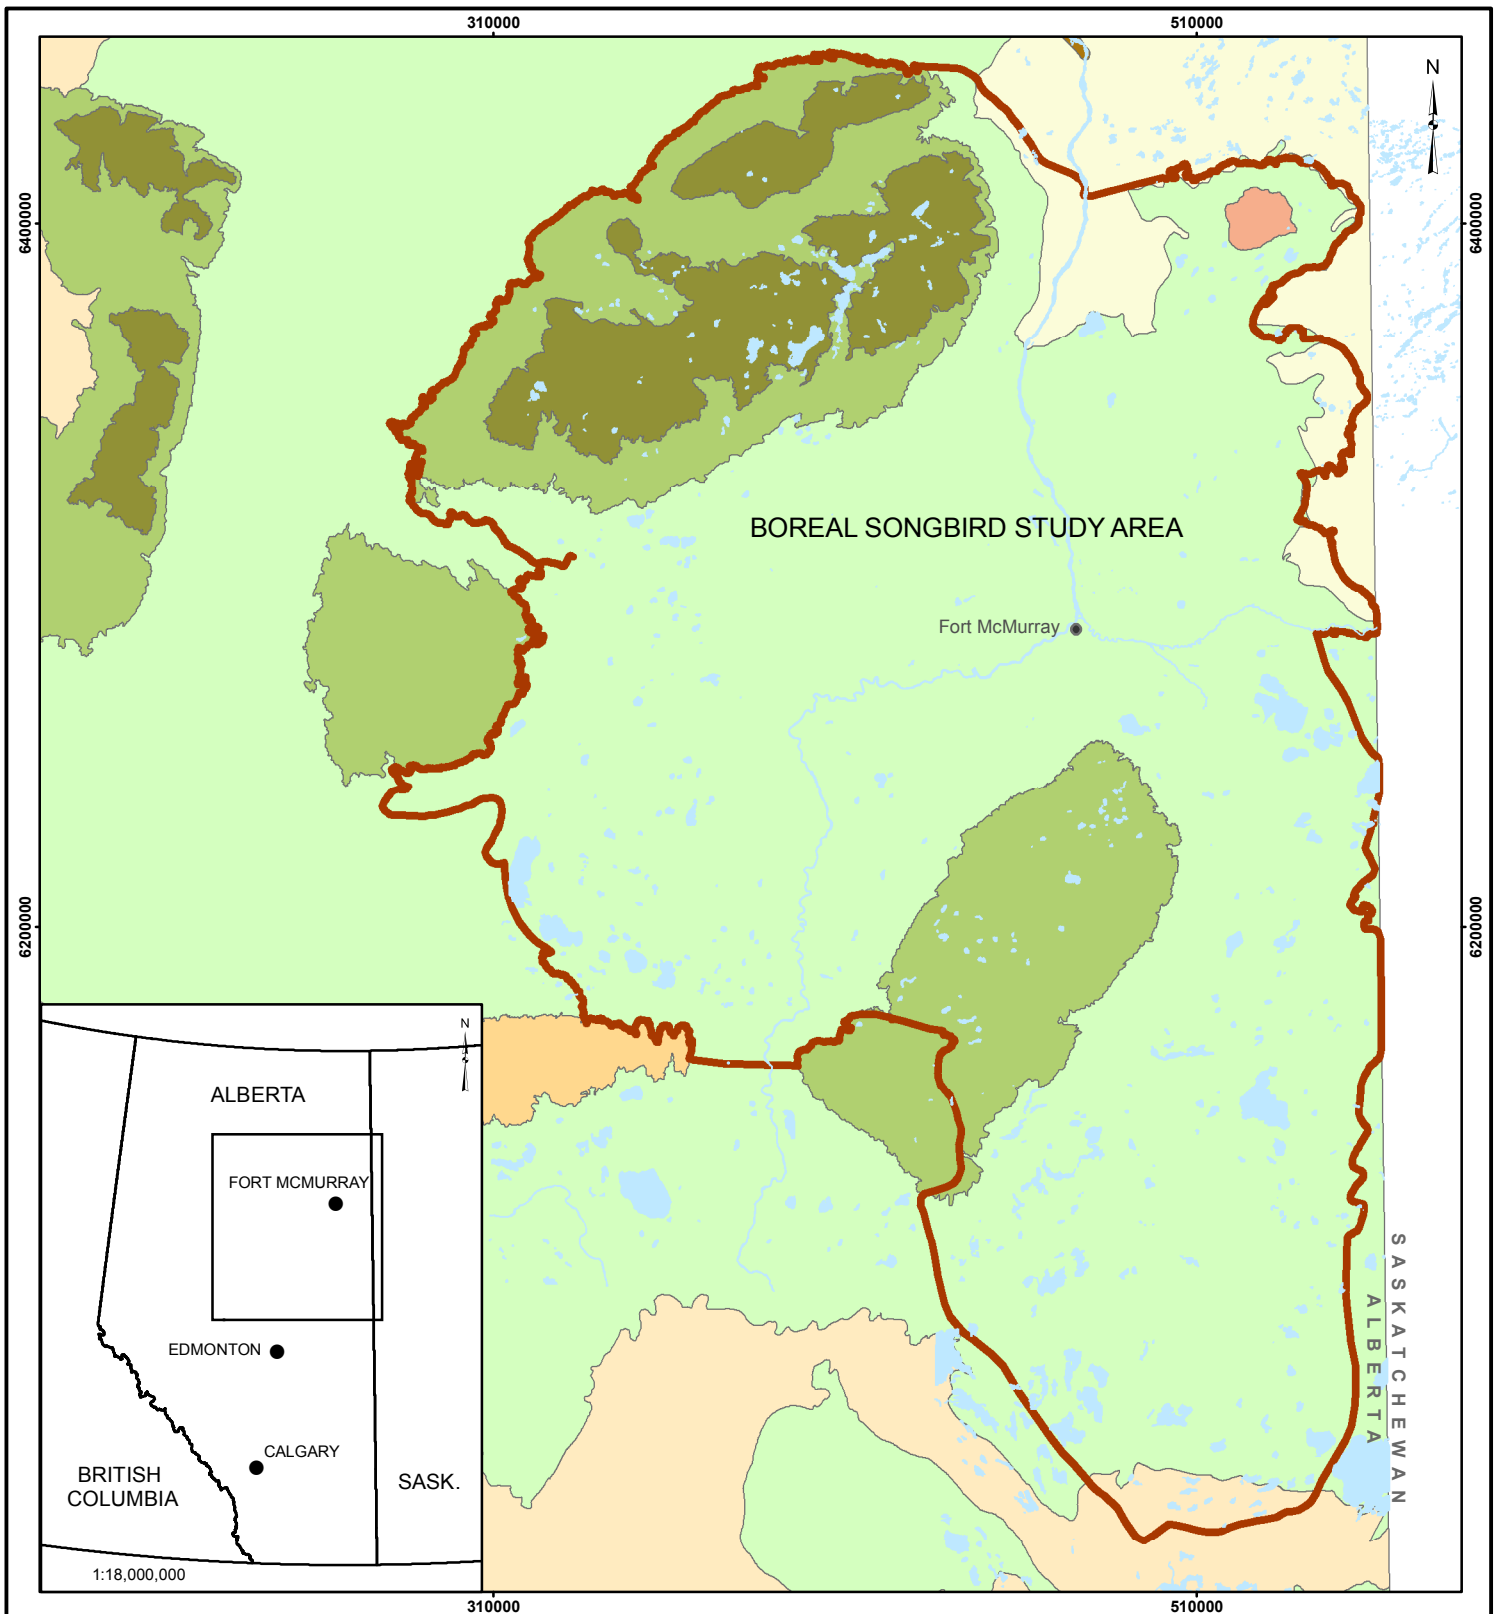 310000
510000
N
6400000
6400000
BOREAL SONGBIRD STUDY AREA
Fort McMurray
6200000
6200000
N
ALBERTA
FORT MCMURRAY
EDMONTON
CALGARY
BRITISH
COLUMBIA
SASK.
1:18,000,000
SASKATCHEWAN
ALBERTA
310000
510000